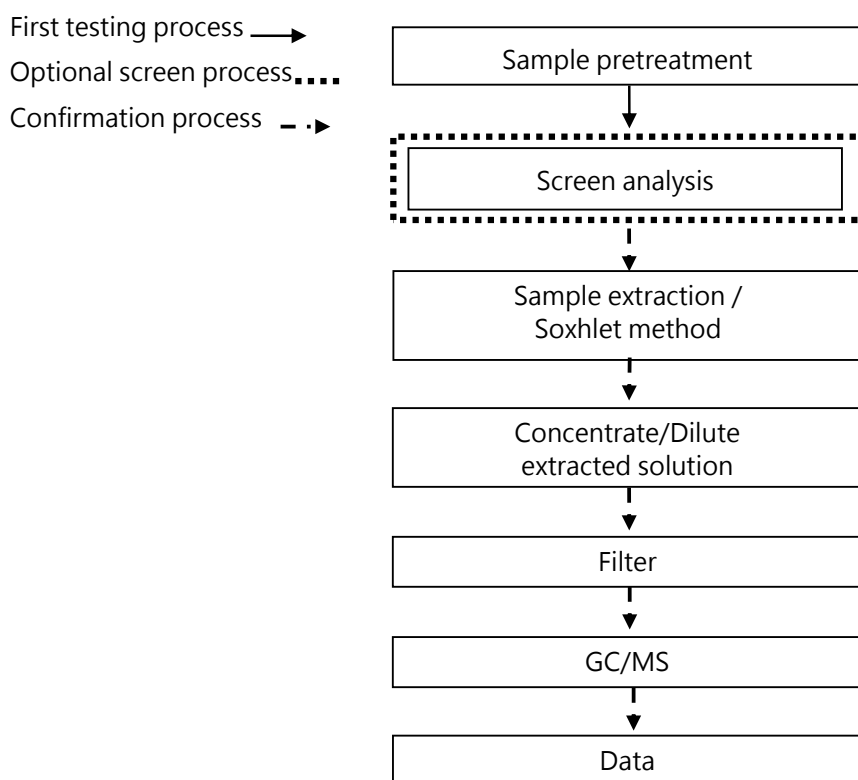 First testing process
Optional screen process
Confirmation process
Sample pretreatment
Screen analysis
Sample extraction /
Soxhlet method
Concentrate/Dilute
extracted solution
Filter
GC/MS
Data